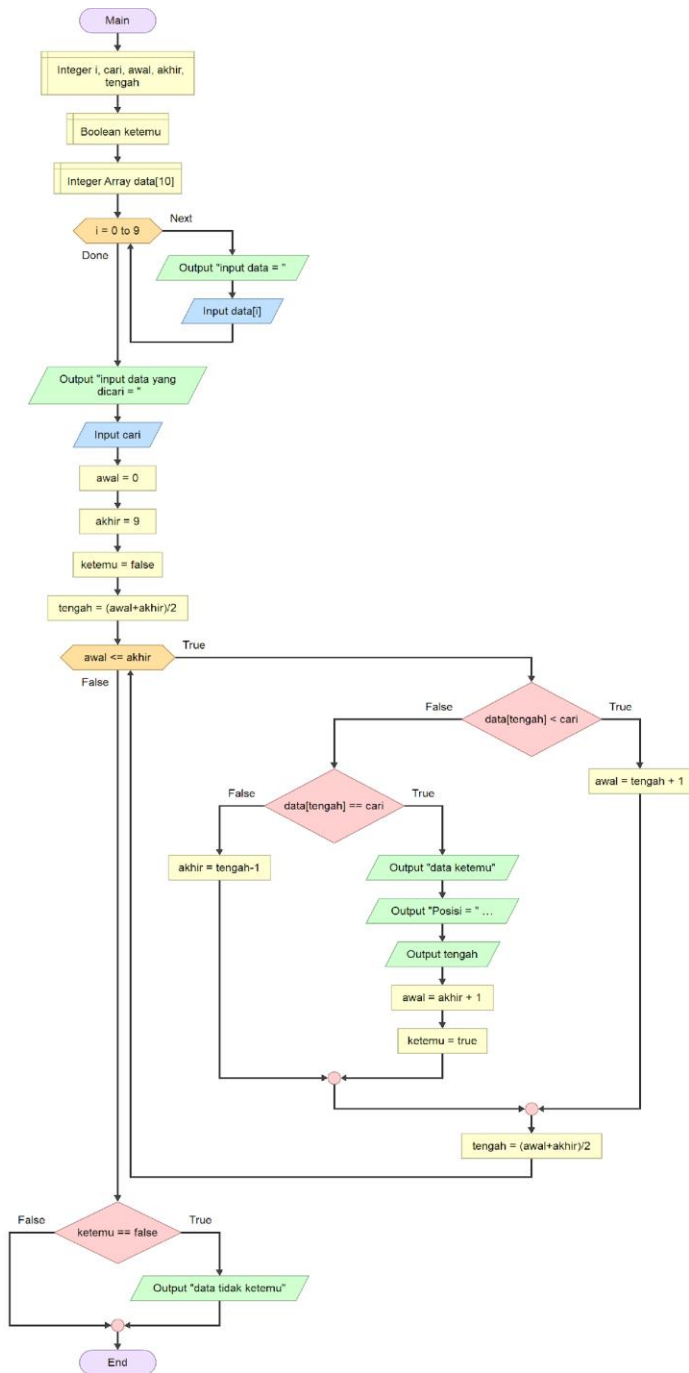 Main
Integer i, cari, awal, akhir,
tengah
Boolean ketemu
Integer Array data[10]
i = 0 to 9
Next
Done
Output "input data = "
Input data[i]
Output "input data yang
dicari = "
Input cari
awal = 0
akhir = 9
ketemu = false
tengah = (awal+akhir)/2
awal <= akhir
True
False
data[tengah] < cari
False
True
awal = tengah + 1
data[tengah] == cari
False
True
akhir = tengah-1
Output "data ketemu"
Output "Posisi = " ...
Output tengah
awal = akhir + 1
ketemu = true
tengah = (awal+akhir)/2
ketemu == false
False
True
Output "data tidak ketemu"
End